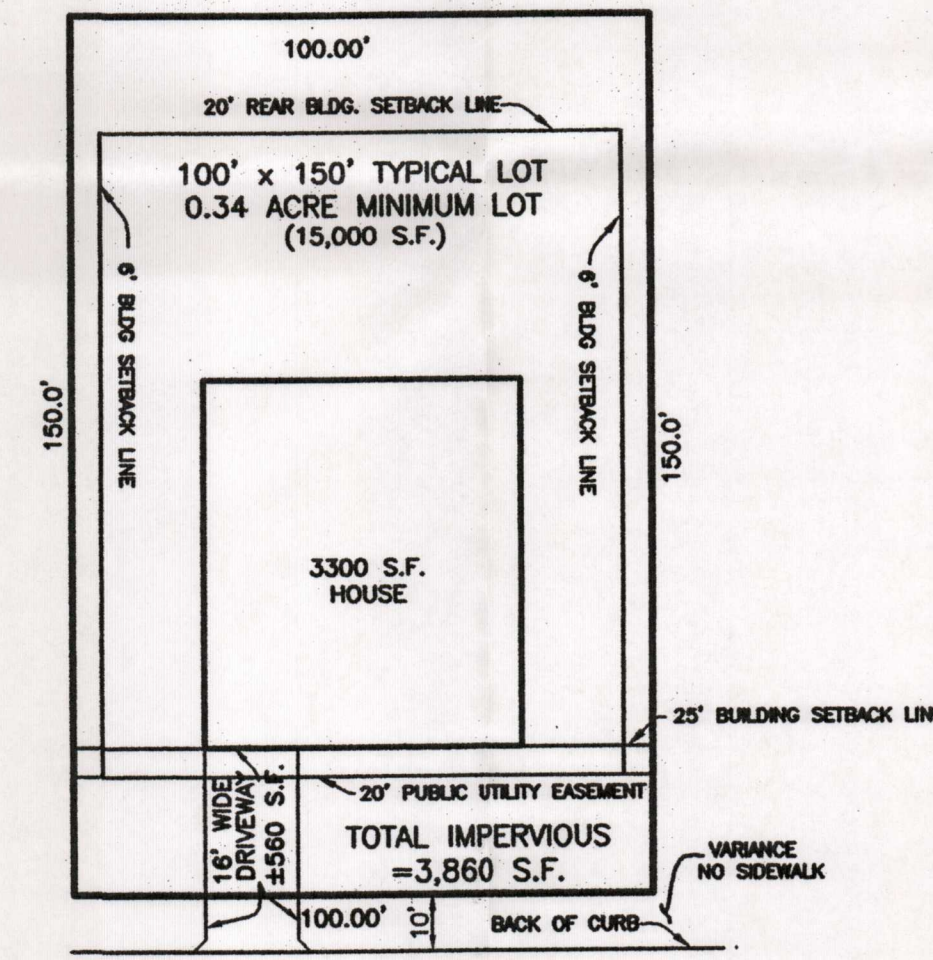 100.00'
20' REAR BLDG. SETBACK LINE
100' x 150' TYPICAL LOT
0.34 ACRE MINIMUM LOT
(15,000 S.F.)
6' BLDG SETBACK LINE
6' BLDG SETBACK LINE
150.0'
150.0'
3300 S.F.
HOUSE
25' BUILDING SETBACK LIN
20' PUBLIC UTILITY EASEMENT
16' WIDE
DRIVEWAY
±560 S.F.
TOTAL IMPERVIOUS
=3,860 S.F.
VARIANCE
NO SIDEWALK
100.00'
10'
BACK OF CURB